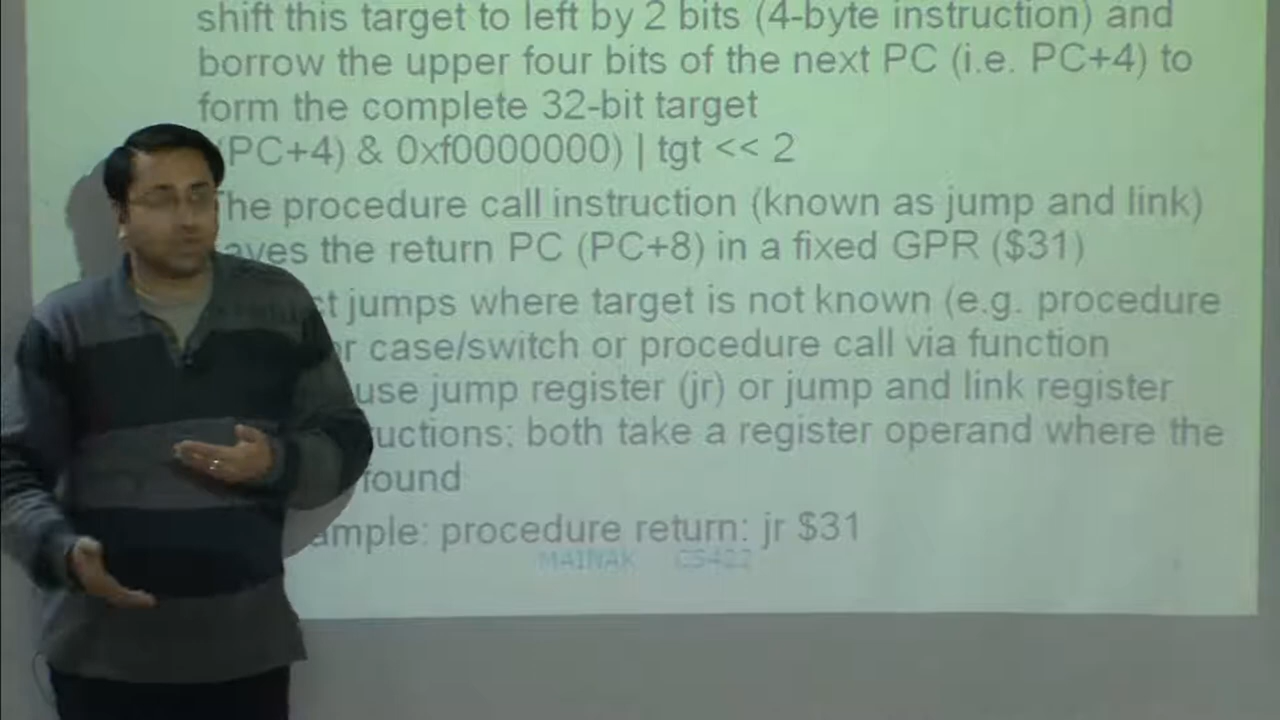 shift this target to left by 2 bits (4-byte instruction) and
borrow the upper four bits of the next PC (i.e. PC+4) to
form the complete 32-bit target
(PC+4) & 0xf0000000) | tgt << 2
The procedure call instruction (known as jump and link)
the return PC (PC+8) in a fixed GPR ($31)
jumps where target is not known (e.g. procedure
case/switch or procedure call via function
use jump register (jr) or jump and link register
both take a register operand where the
found
procedure return: jr $31
MAINAK CS422